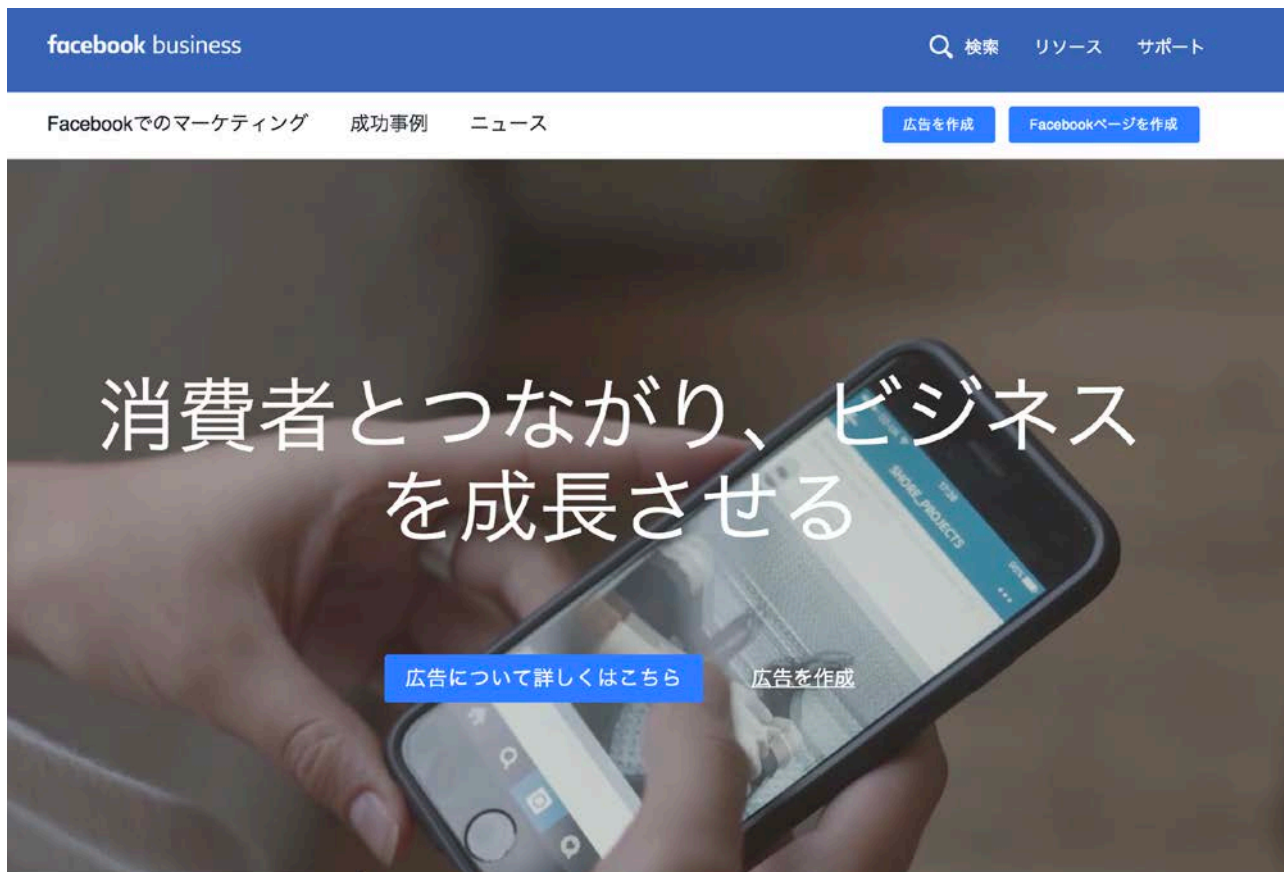 facebook business
検索 リソース サポート
Facebookでのマーケティング 成功事例 ニュース
広告を作成 Facebookページを作成
消費者とつながり、ビジネス
を成長させる
17:38
SHORE_PROJECTS
広告について詳しくはこちら 広告を作成